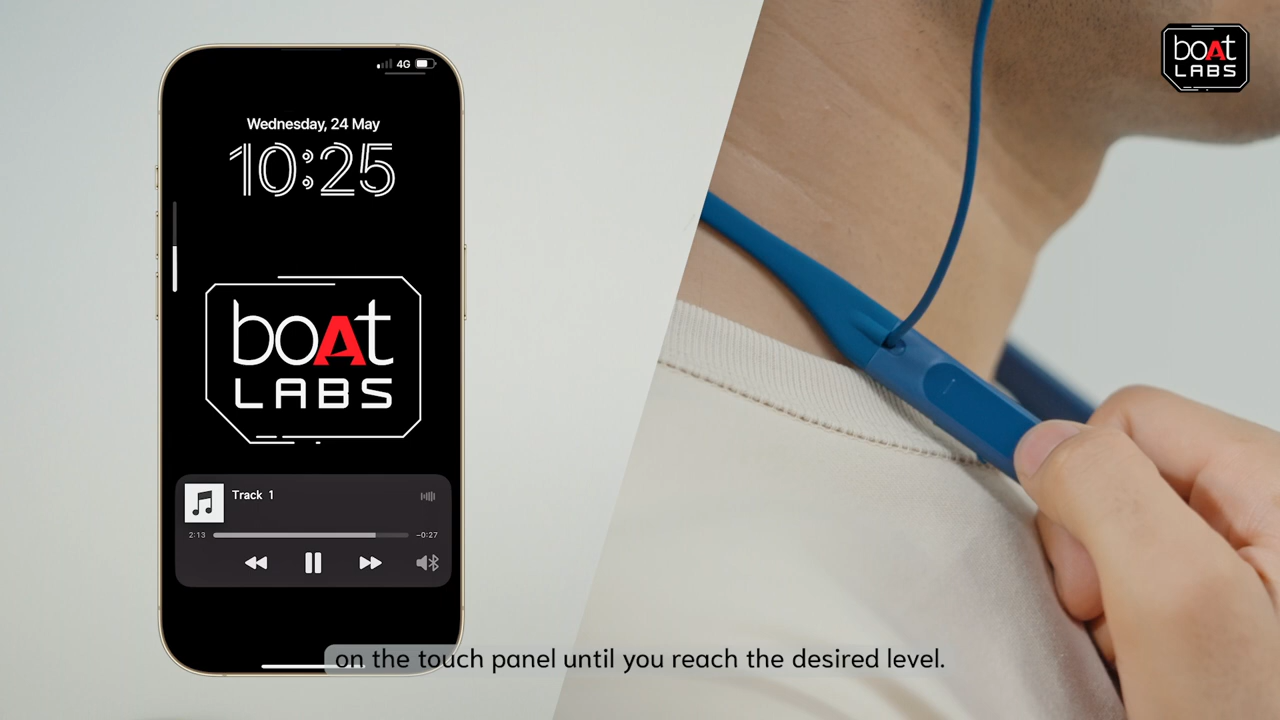 4G
Wednesday, 24 May
10:25
boAt
LABS
Track 1
2:13
-0:27
boAt
LABS
on the touch panel until you reach the desired level.